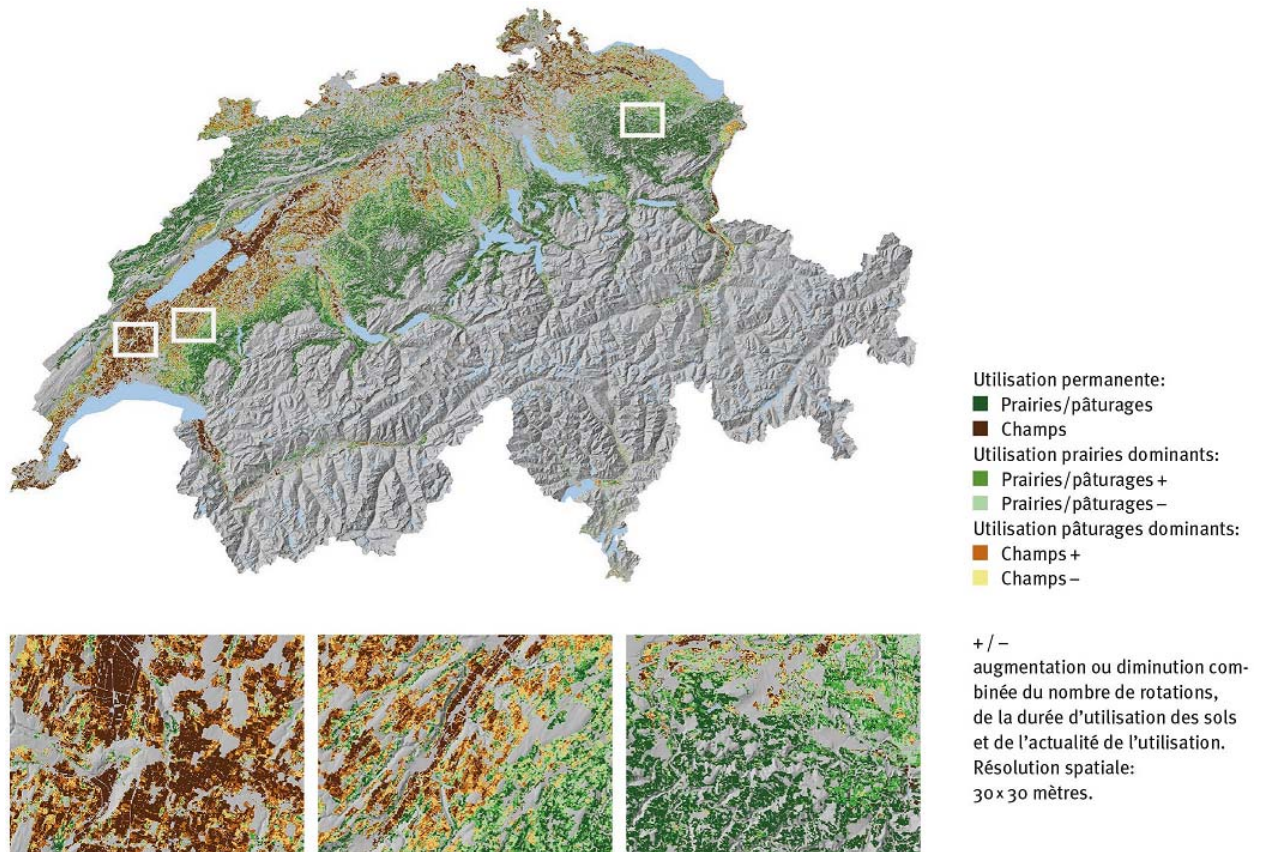 Utilisation permanente:
Prairies/pâturages
Champs
Utilisation prairies dominants:
Prairies/pâturages +
Prairies/pâturages –
Utilisation pâturages dominants:
Champs +
Champs –
+ / –
augmentation ou diminution com-
binée du nombre de rotations,
de la durée d’utilisation des sols
et de l’actualité de l’utilisation.
Résolution spatiale:
30 x 30 mètres.